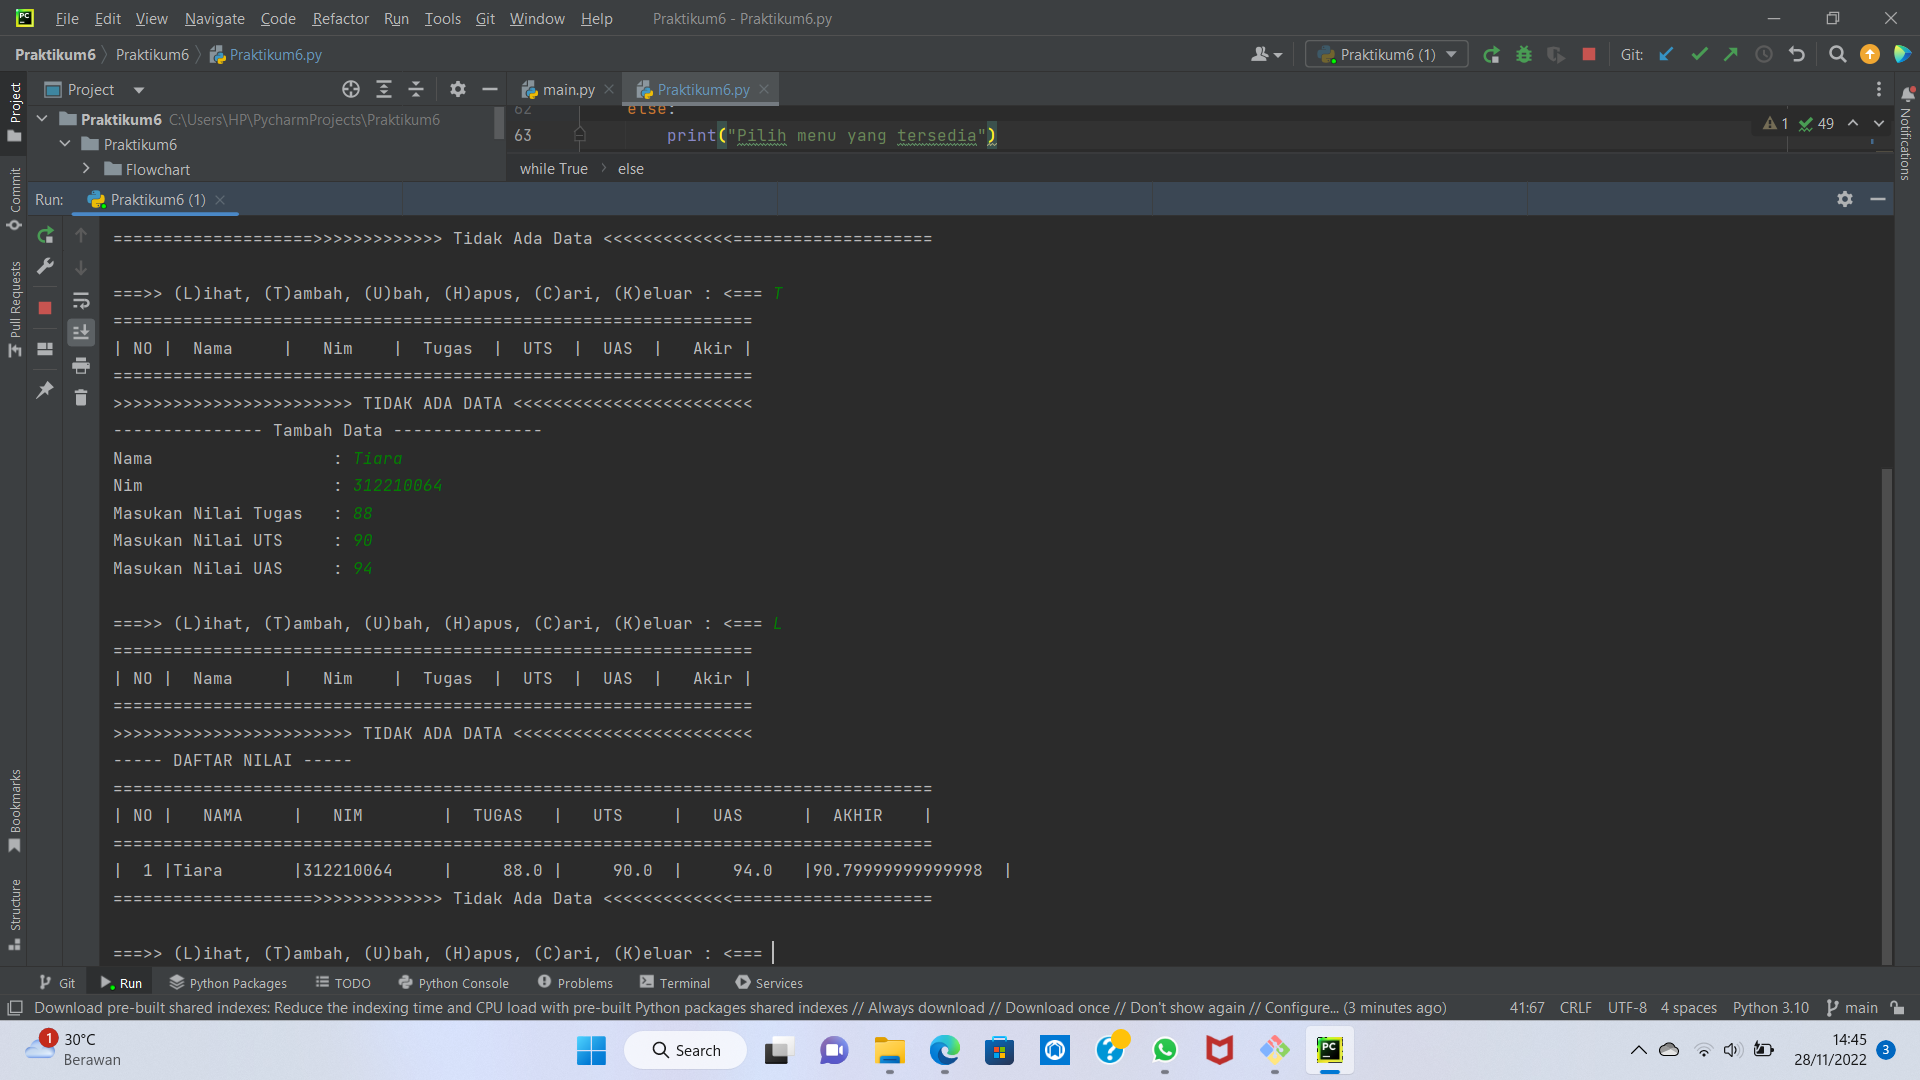 File Edit View Navigate Code Refactor Run Tools Git Window Help Praktikum6 - Praktikum6.py
Praktikum6 Praktikum6 Praktikum6.py Praktikum6 (1) Git:
Project main.py Praktikum6.py
Praktikum6 C:\Users\HP\PycharmProjects\Praktikum6
Praktikum6
Flowchart
62 else:
63 print("Pilih menu yang tersedia")
1 49
while True else
Run: Praktikum6 (1)
Project
Commit
Pull Requests
Bookmarks
Structure
Notifications
====================>>>>>>>>>>>>> Tidak Ada Data <<<<<<<<<<<<<====================
===>> (L)ihat, (T)ambah, (U)bah, (H)apus, (C)ari, (K)eluar : <=== T
================================================================
| NO |  Nama     |   Nim    |  Tugas  |  UTS  |  UAS  |   Akir |
================================================================
>>>>>>>>>>>>>>>>>>>>>>>> TIDAK ADA DATA <<<<<<<<<<<<<<<<<<<<<<<<
--------------- Tambah Data ---------------
Nama                  : Tiara
Nim                   : 312210064
Masukan Nilai Tugas   : 88
Masukan Nilai UTS     : 90
Masukan Nilai UAS     : 94
===>> (L)ihat, (T)ambah, (U)bah, (H)apus, (C)ari, (K)eluar : <=== L
================================================================
| NO |  Nama     |   Nim    |  Tugas  |  UTS  |  UAS  |   Akir |
================================================================
>>>>>>>>>>>>>>>>>>>>>>>> TIDAK ADA DATA <<<<<<<<<<<<<<<<<<<<<<<<
----- DAFTAR NILAI -----
==================================================================================
| NO |   NAMA     |   NIM        |  TUGAS   |   UTS     |   UAS      |  AKHIR    |
==================================================================================
|  1 |Tiara       |312210064     |     88.0 |     90.0  |     94.0   |90.79999999999998  |
====================>>>>>>>>>>>>> Tidak Ada Data <<<<<<<<<<<<<====================
===>> (L)ihat, (T)ambah, (U)bah, (H)apus, (C)ari, (K)eluar : <===
Git Run Python Packages TODO Python Console Problems Terminal Services
Download pre-built shared indexes: Reduce the indexing time and CPU load with pre-built Python packages shared indexes // Always download // Download once // Don't show again // Configure... (3 minutes ago) 41:67 CRLF UTF-8 4 spaces Python 3.10 main
1 30°C
Berawan
Search
14:45
28/11/2022
3